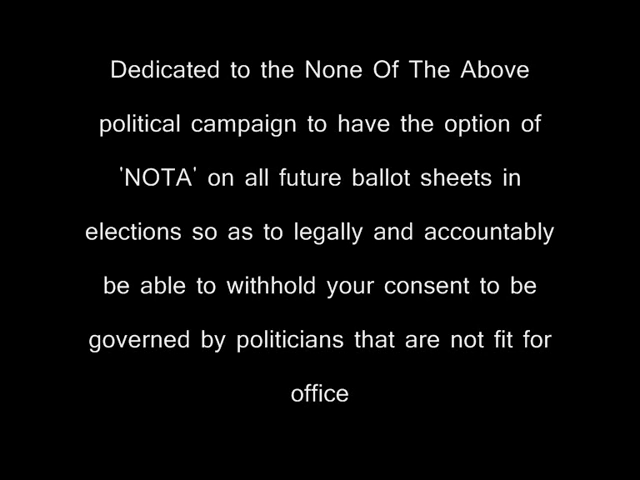 Dedicated to the None Of The Above
political campaign to have the option of
'NOTA' on all future ballot sheets in
elections so as to legally and accountably
be able to withhold your consent to be
governed by politicians that are not fit for
office